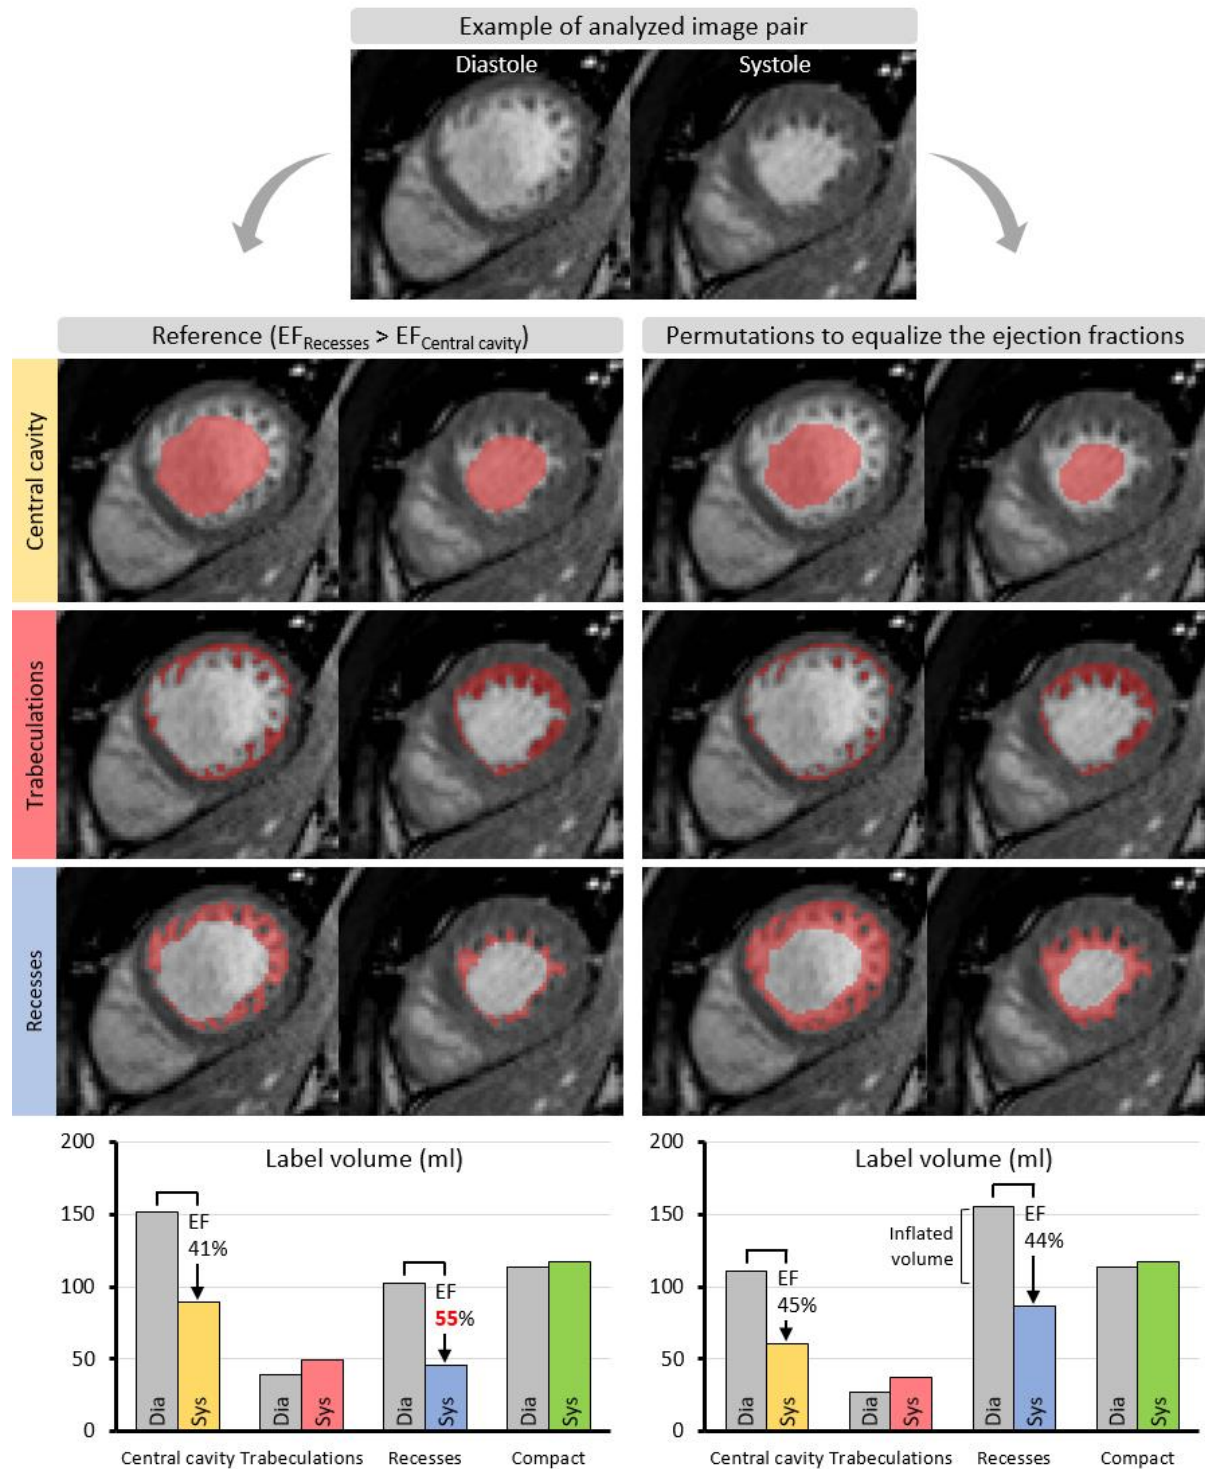 Example of analyzed image pair
Diastole
Systole
Reference (EFRecesses > EFCentral cavity)
Permutations to equalize the ejection fractions
Central cavity
Trabeculations
Recesses
200
150
100
50
0
Label volume (ml)
EF
41%
EF
55%
Dia
Sys
Dia
Sys
Dia
Sys
Dia
Sys
Central cavity
Trabeculations
Recesses
Compact
200
150
100
50
0
Label volume (ml)
EF
45%
Inflated
volume
EF
44%
Dia
Sys
Dia
Sys
Dia
Sys
Dia
Sys
Central cavity
Trabeculations
Recesses
Compact